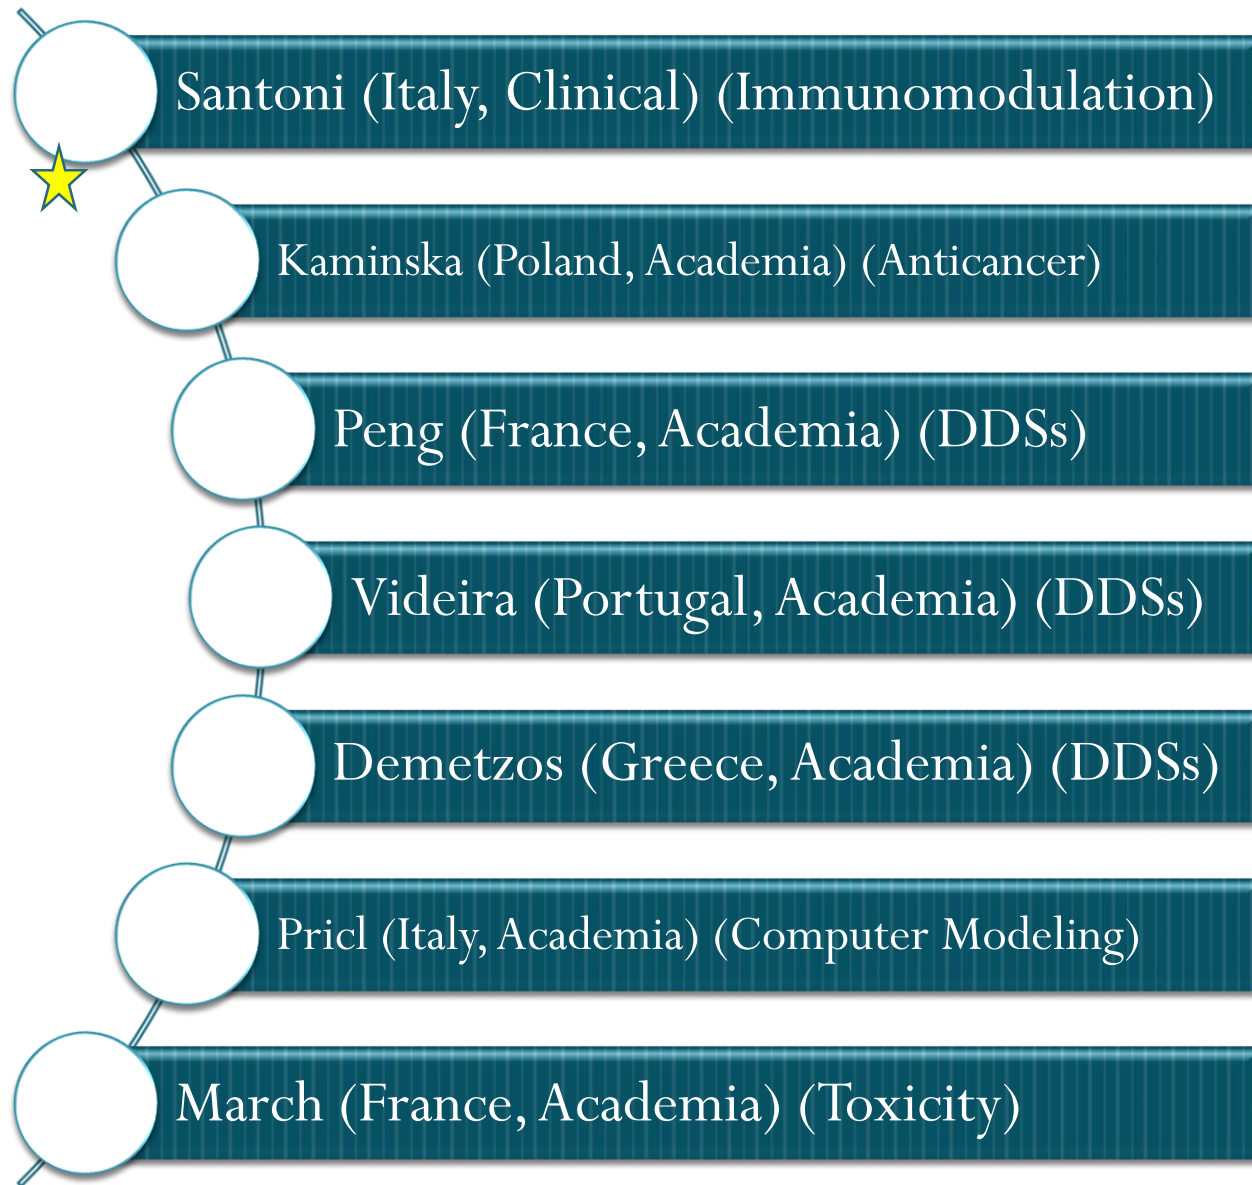 Santoni (Italy, Clinical) (Immunomodulation)
Kaminska (Poland, Academia) (Anticancer)
Peng (France, Academia) (DDSs)
Videira (Portugal, Academia) (DDSs)
Demetzos (Greece, Academia) (DDSs)
Pricl (Italy, Academia) (Computer Modeling)
March (France, Academia) (Toxicity)